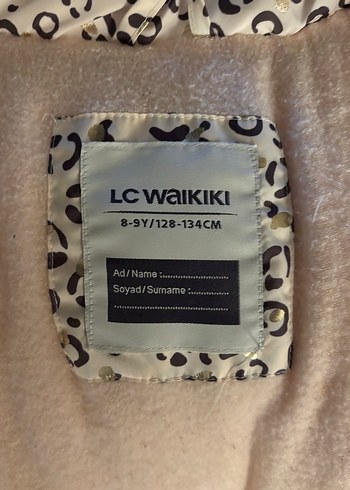 LC WAIKIKI
8-9Y/128-134CM
Ad/Name :....................
Soyad/Surname :............
..................................